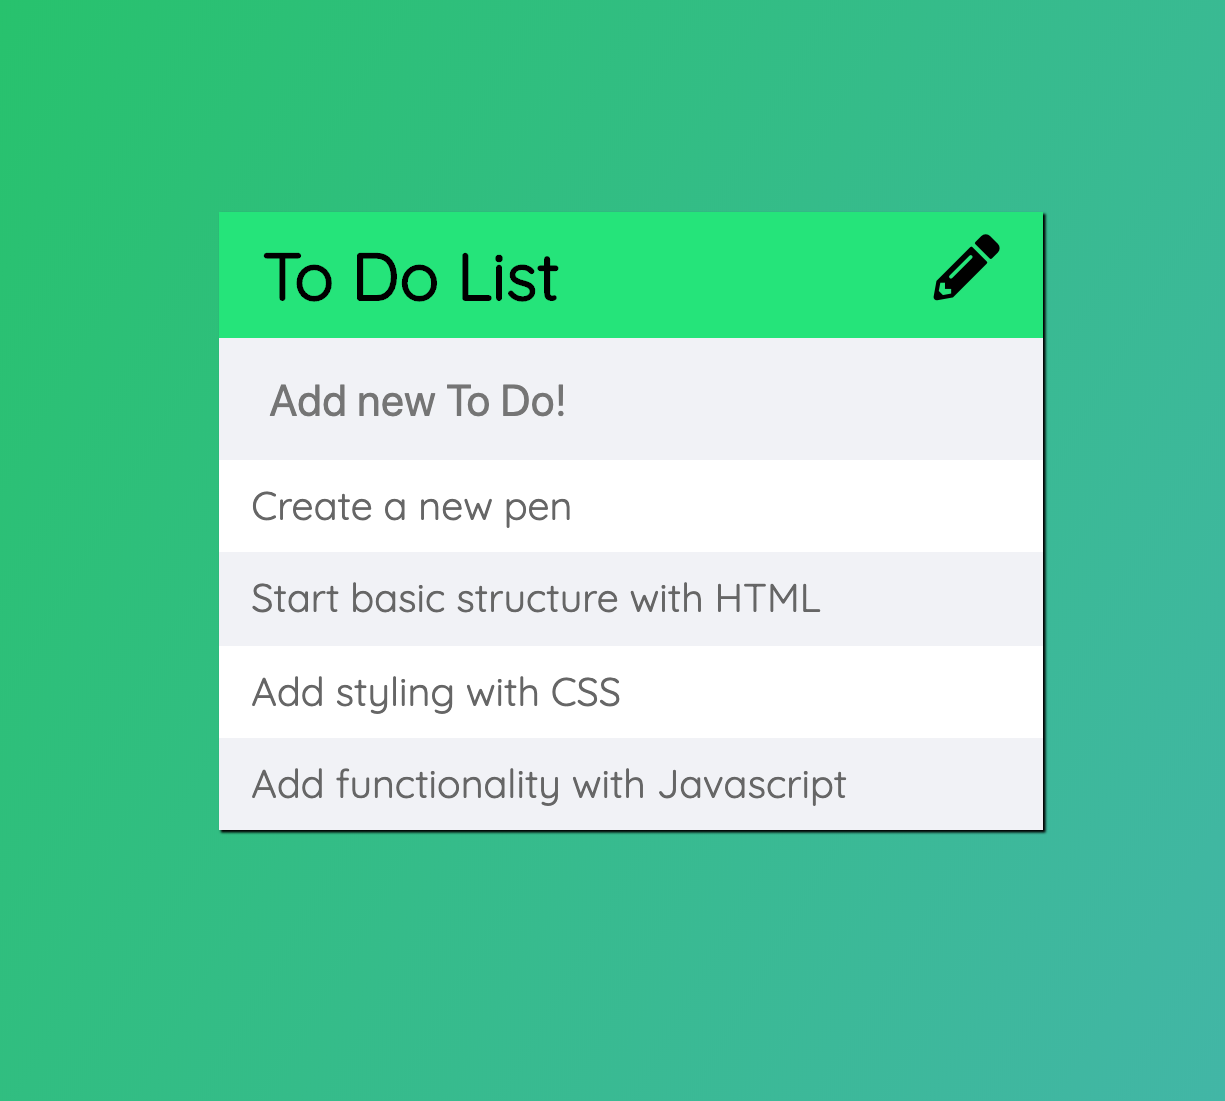 To Do List
Add new To Do!
Create a new pen
Start basic structure with HTML
Add styling with CSS
Add functionality with Javascript